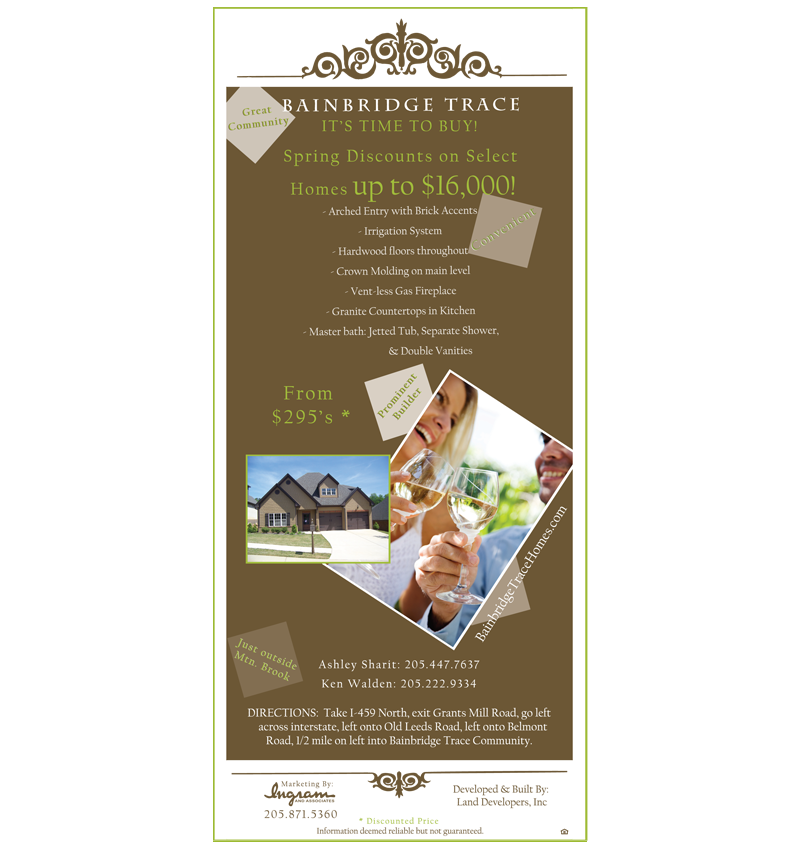 Great
Community
BAINBRIDGE TRACE
IT'S TIME TO BUY!
Spring Discounts on Select
Homes up to $16,000!
- Arched Entry with Brick Accents
Convenient
- Irrigation System
- Hardwood floors throughout
- Crown Molding on main level
- Vent-less Gas Fireplace
- Granite Countertops in Kitchen
- Master bath: Jetted Tub, Separate Shower,
& Double Vanities
From
$295's *
Prominent
Builder
BainbridgeTraceHomes.com
Just outside
Mtn. Brook
Ashley Sharit: 205.447.7637
Ken Walden: 205.222.9334
DIRECTIONS: Take I-459 North, exit Grants Mill Road, go left
across interstate, left onto Old Leeds Road, left onto Belmont
Road, 1/2 mile on left into Bainbridge Trace Community.
Marketing By:
Ingram
AND ASSOCIATES
205.871.5360
Developed & Built By:
Land Developers, Inc
* Discounted Price
Information deemed reliable but not guaranteed.